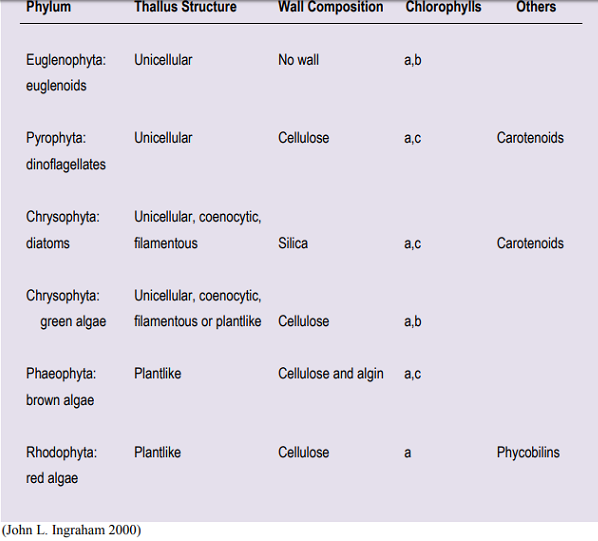 Phylum Thallus Structure Wall Composition Chlorophylls Others
Euglenophyta: Unicellular No wall a,b
euglenoids
Pyrophyta: Unicellular Cellulose a,c Carotenoids
dinoflagellates
Chrysophyta: Unicellular, coenocytic,
diatoms filamentous Silica a,c Carotenoids
Chrysophyta: Unicellular, coenocytic,
green algae filamentous or plantlike Cellulose a,b
Phaeophyta: Plantlike Cellulose and algin a,c
brown algae
Rhodophyta: Plantlike Cellulose a Phycobilins
red algae
(John L. Ingraham 2000)